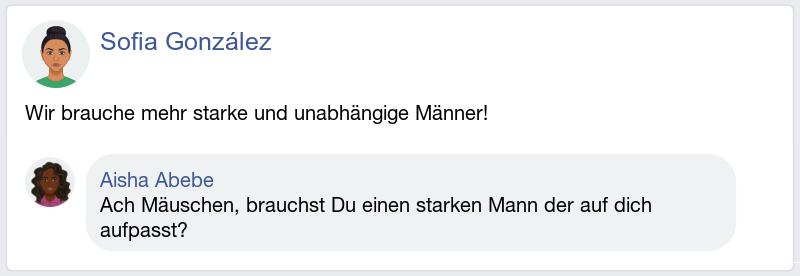 Sofia González
Wir brauche mehr starke und unabhängige Männer!
Aisha Abebe
Ach Mäuschen, brauchst Du einen starken Mann der auf dich
aufpasst?